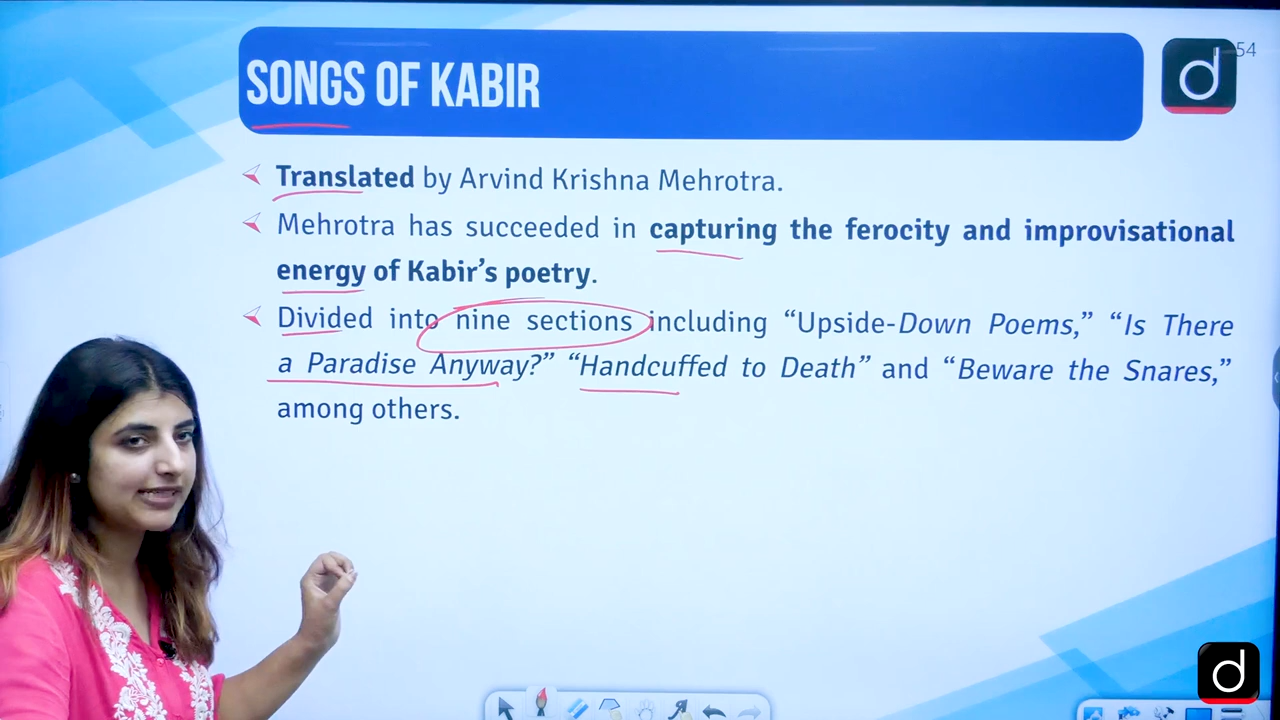 SONGS OF KABIR
d
54
Translated by Arvind Krishna Mehrotra.
Mehrotra has succeeded in capturing the ferocity and improvisational
energy of Kabir’s poetry.
Divided into nine sections including “Upside-Down Poems,” “Is There
a Paradise Anyway?” “Handcuffed to Death” and “Beware the Snares,”
among others.
d